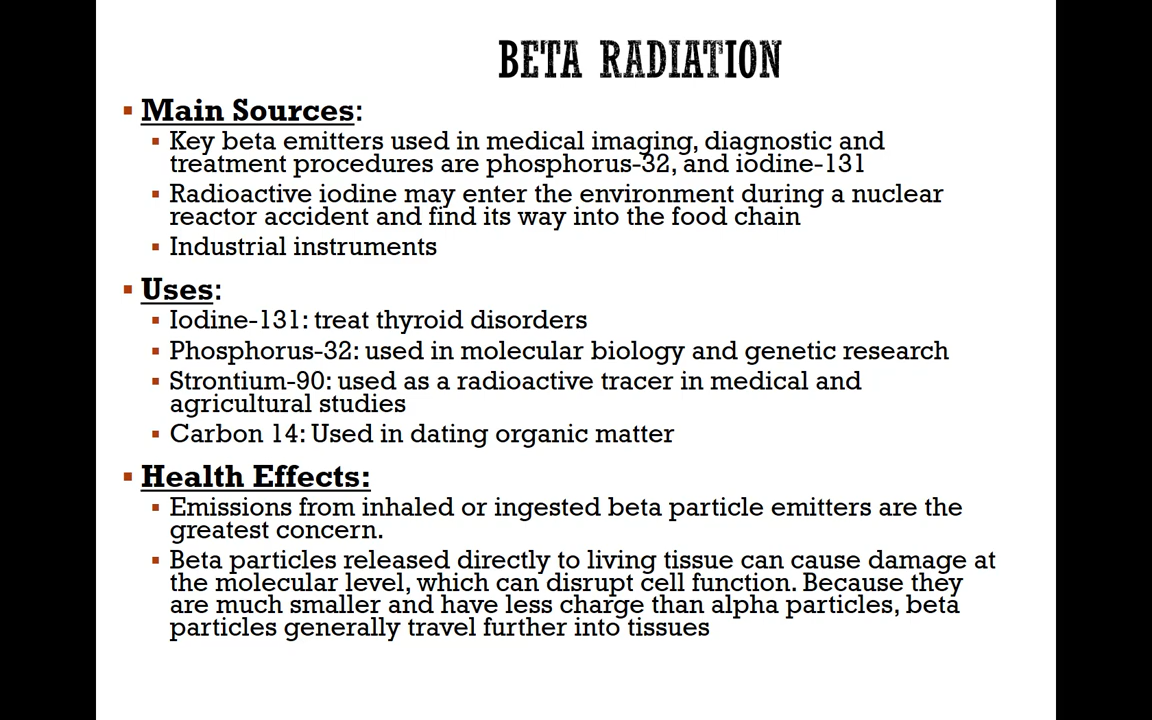 BETA RADIATION
▪ Main Sources:
▪ Key beta emitters used in medical imaging, diagnostic and
treatment procedures are phosphorus-32, and iodine-131
▪ Radioactive iodine may enter the environment during a nuclear
reactor accident and find its way into the food chain
▪ Industrial instruments
▪ Uses:
▪ Iodine-131: treat thyroid disorders
▪ Phosphorus-32: used in molecular biology and genetic research
▪ Strontium-90: used as a radioactive tracer in medical and
agricultural studies
▪ Carbon 14: Used in dating organic matter
▪ Health Effects:
▪ Emissions from inhaled or ingested beta particle emitters are the
greatest concern.
▪ Beta particles released directly to living tissue can cause damage at
the molecular level, which can disrupt cell function. Because they
are much smaller and have less charge than alpha particles, beta
particles generally travel further into tissues